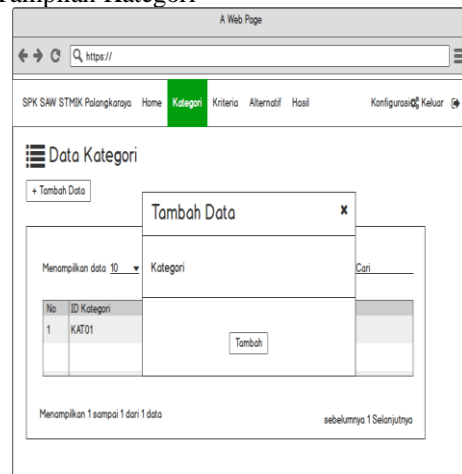 Tampilan Kategori
A Web Page
https://
SPK SAW STMIK Palangkaraya Home Kategori Kriteria Alternatif Hasil Konfigurasi Keluar
Data Kategori
+ Tambah Data
Tambah Data x
Menampilkan data 10 Kategori Cari
No ID Kategori
1 KAT01
Tambah
Menampilkan 1 sampai 1 dari 1 data
sebelumnya 1 Selanjutnya